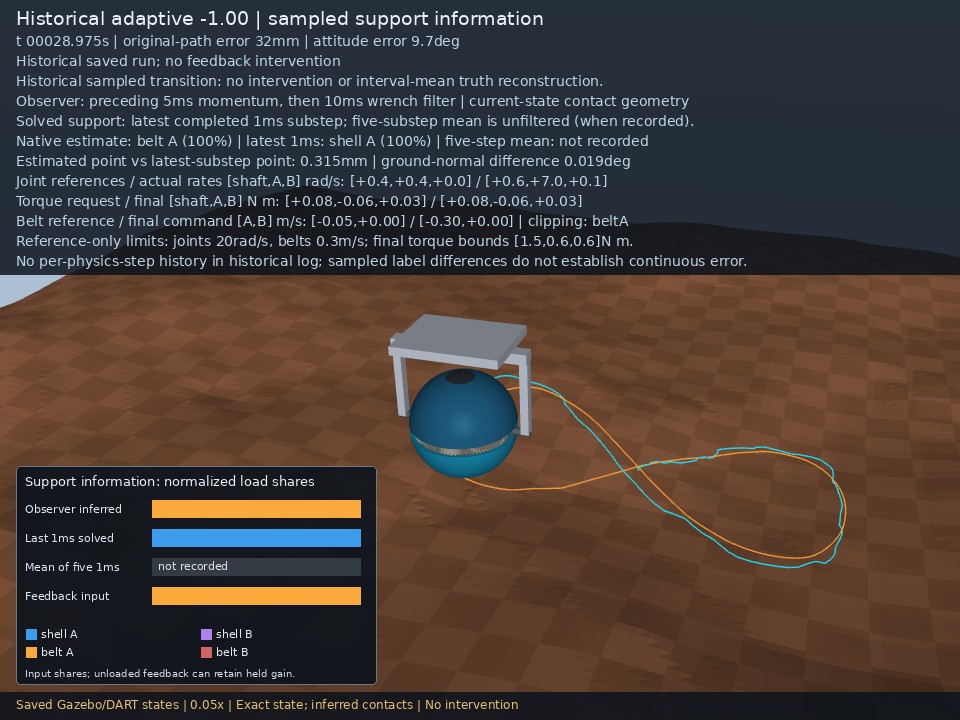 Historical adaptive -1.00 | sampled support information
t 00028.975s | original-path error 32mm | attitude error 9.7deg
Historical saved run; no feedback intervention
Historical sampled transition: no intervention or interval-mean truth reconstruction.
Observer: preceding 5ms momentum, then 10ms wrench filter | current-state contact geometry
Solved support: latest completed 1ms substep; five-substep mean is unfiltered (when recorded).
Native estimate: belt A (100%) | latest 1ms: shell A (100%) | five-step mean: not recorded
Estimated point vs latest-substep point: 0.315mm | ground-normal difference 0.019deg
Joint references / actual rates [shaft,A,B] rad/s: [+0.4,+0.4,+0.0] / [+0.6,+7.0,+0.1]
Torque request / final [shaft,A,B] N m: [+0.08,-0.06,+0.03] / [+0.08,-0.06,+0.03]
Belt reference / final command [A,B] m/s: [-0.05,+0.00] / [-0.30,+0.00] | clipping: beltA
Reference-only limits: joints 20rad/s, belts 0.3m/s; final torque bounds [1.5,0.6,0.6]N m.
No per-physics-step history in historical log; sampled label differences do not establish continuous error.
Support information: normalized load shares
Observer inferred
Last 1ms solved
Mean of five 1ms not recorded
Feedback input
shell A shell B
belt A belt B
Input shares; unloaded feedback can retain held gain.
Saved Gazebo/DART states | 0.05x | Exact state; inferred contacts | No intervention